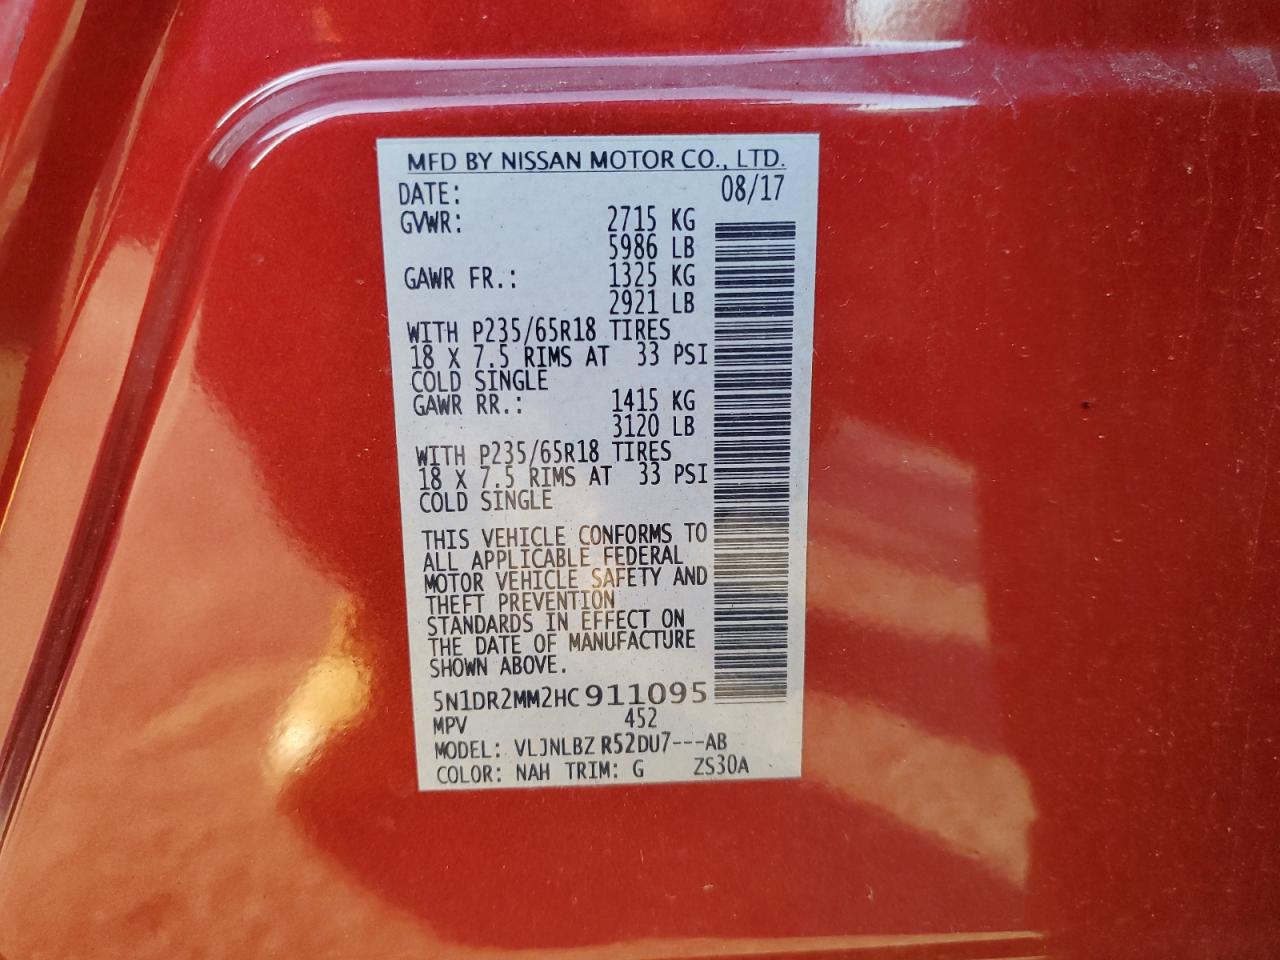 MFD BY NISSAN MOTOR CO., LTD.
DATE: 08/17
GVWR: 2715 KG
5986 LB
GAWR FR.: 1325 KG
2921 LB
WITH P235/65R18 TIRES
18 X 7.5 RIMS AT 33 PSI
COLD SINGLE
GAWR RR.: 1415 KG
3120 LB
WITH P235/65R18 TIRES
18 X 7.5 RIMS AT 33 PSI
COLD SINGLE
THIS VEHICLE CONFORMS TO
ALL APPLICABLE FEDERAL
MOTOR VEHICLE SAFETY AND
THEFT PREVENTION
STANDARDS IN EFFECT ON
THE DATE OF MANUFACTURE
SHOWN ABOVE.
5N1DR2MM2HC911095
MPV 452
MODEL: VLJNLBZ R52DU7---AB
COLOR: NAH TRIM: G ZS30A